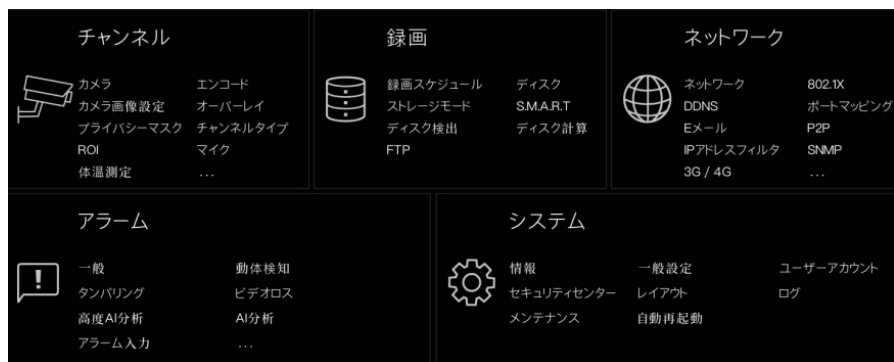 チャンネル
カメラ エンコード
カメラ画像設定 オーバーレイ
プライバシーマスク チャンネルタイプ
ROI マイク
体温測定 ...
録画
録画スケジュール ディスク
ストレージモード S.M.A.R.T
ディスク検出 ディスク計算
FTP
ネットワーク
ネットワーク 802.1X
DDNS ポートマッピング
Eメール P2P
IPアドレスフィルタ SNMP
3G / 4G ...
アラーム
一般 動体検知
タンパリング ビデオロス
高度AI分析 AI分析
アラーム入力 ...
システム
情報 一般設定 ユーザーアカウント
セキュリティセンター レイアウト ログ
メンテナンス 自動再起動